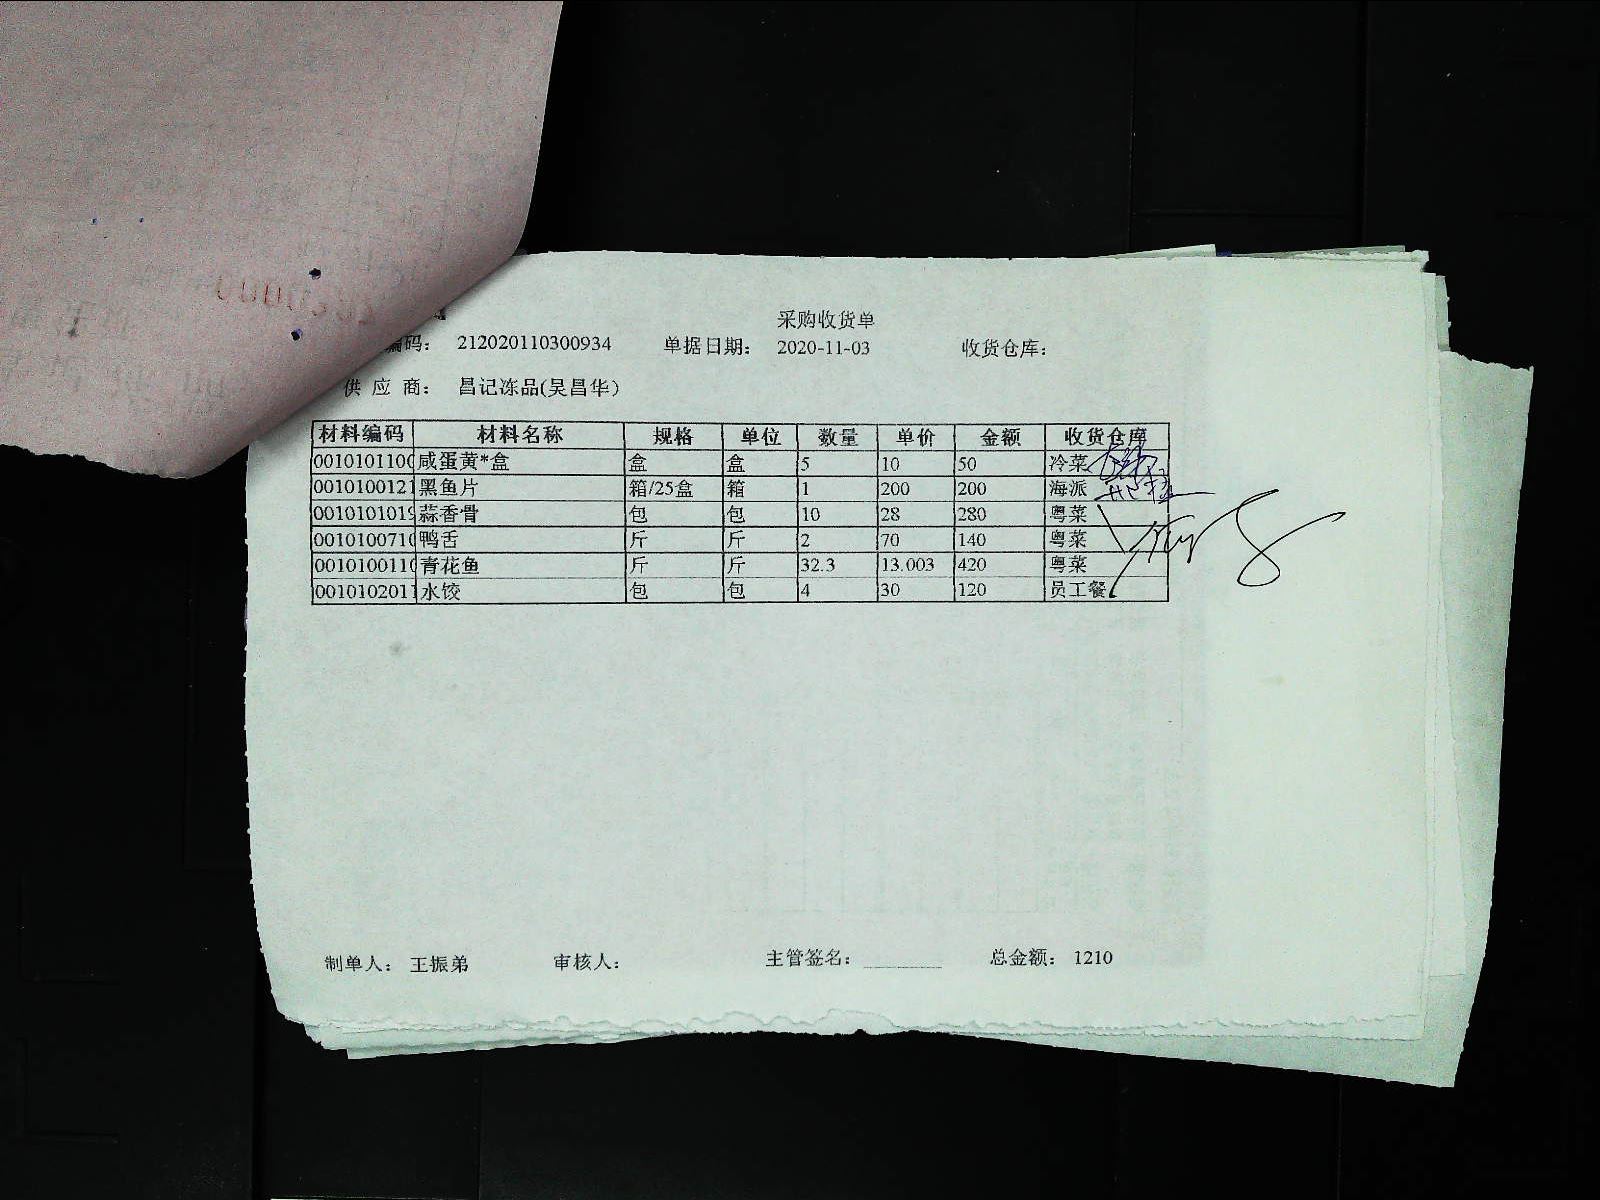 采购收货单
编码： 212020110300934 单据日期： 2020-11-03 收货仓库：
供 应 商： 昌记冻品(吴昌华)
材料编码 材料名称 规格 单位 数量 单价 金额 收货仓库
0010101100 咸蛋黄*盒 盒 盒 5 10 50 冷菜
0010100121 黑鱼片 箱/25盒 箱 1 200 200 海派
0010101019 蒜香骨 包 包 10 28 280 粤菜
0010100710 鸭舌 斤 斤 2 70 140 粤菜
0010100110 青花鱼 斤 斤 32.3 13.003 420 粤菜
0010102011 水饺 包 包 4 30 120 员工餐
制单人： 王振弟 审核人： 主管签名： 总金额： 1210